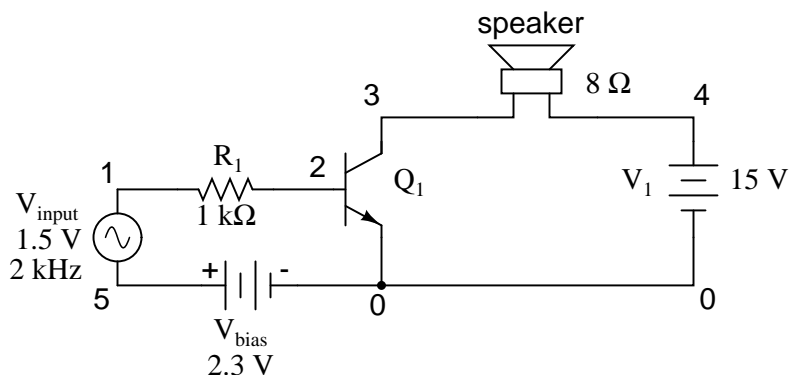 speaker
8 Ω
3
4
1
R1
2
Q1
V1
15 V
Vinput
1.5 V
2 kHz
1 kΩ
+
-
5
0
0
Vbias
2.3 V